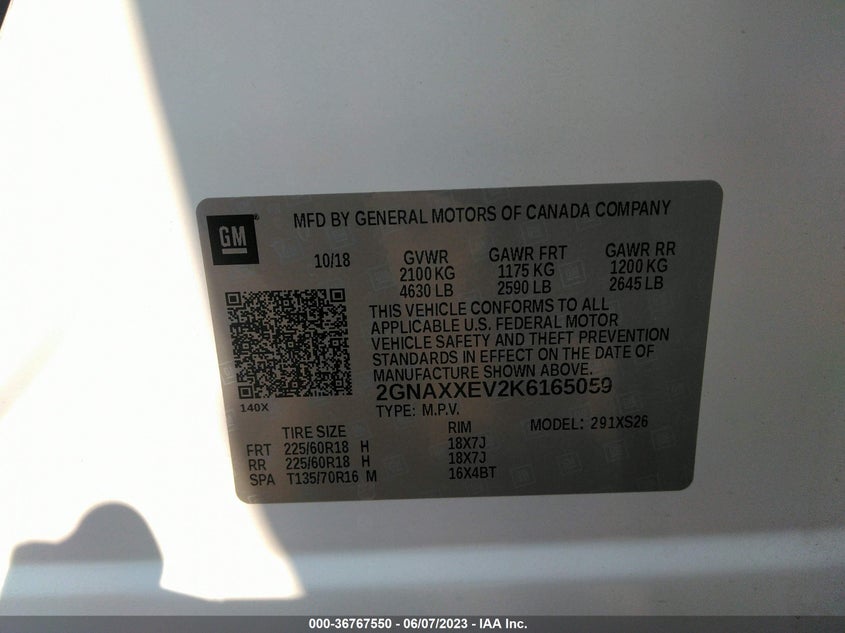 MFD BY GENERAL MOTORS OF CANADA COMPANY
GM
10/18 GVWR GAWR FRT GAWR RR
2100 KG 1175 KG 1200 KG
4630 LB 2590 LB 2645 LB
THIS VEHICLE CONFORMS TO ALL
APPLICABLE U.S. FEDERAL MOTOR
VEHICLE SAFETY AND THEFT PREVENTION
STANDARDS IN EFFECT ON THE DATE OF
MANUFACTURE SHOWN ABOVE.
2GNAXXEV2K6165059
140X
TYPE: M.P.V.
TIRE SIZE RIM MODEL: 291XS26
FRT 225/60R18 H 18X7J
RR 225/60R18 H 18X7J
SPA T135/70R16 M 16X4BT
000-36767550 - 06/07/2023 - IAA Inc.